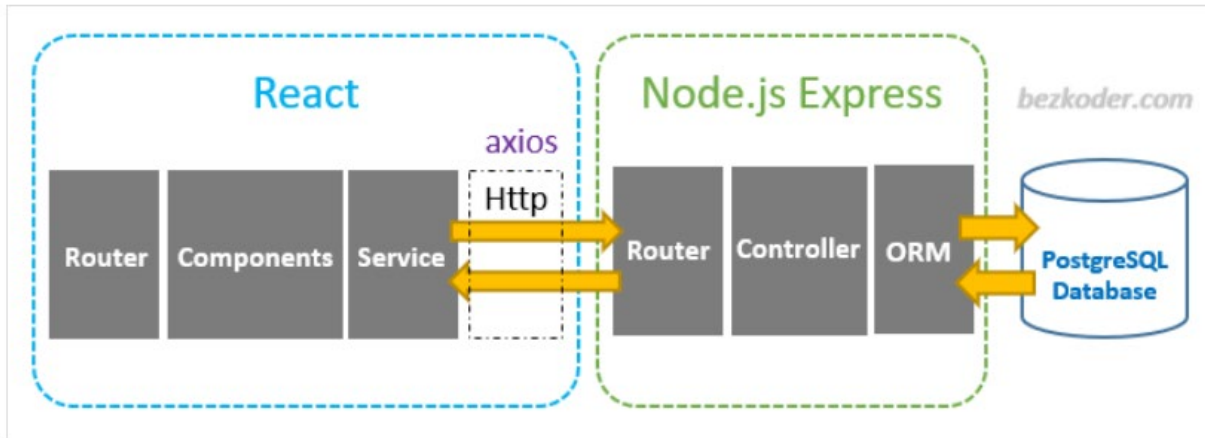 React
Node.js Express
bezkoder.com
axios
Http
Router
Components
Service
Router
Controller
ORM
PostgreSQL
Database